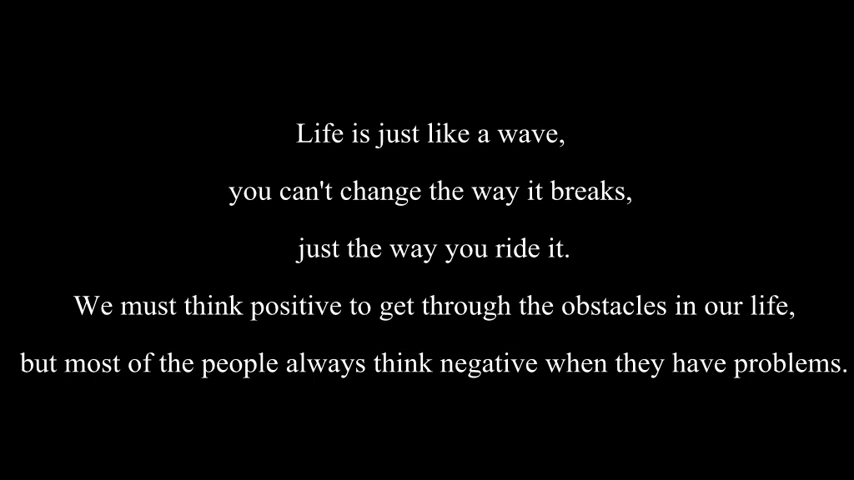 Life is just like a wave,
you can't change the way it breaks,
just the way you ride it.
We must think positive to get through the obstacles in our life,
but most of the people always think negative when they have problems.